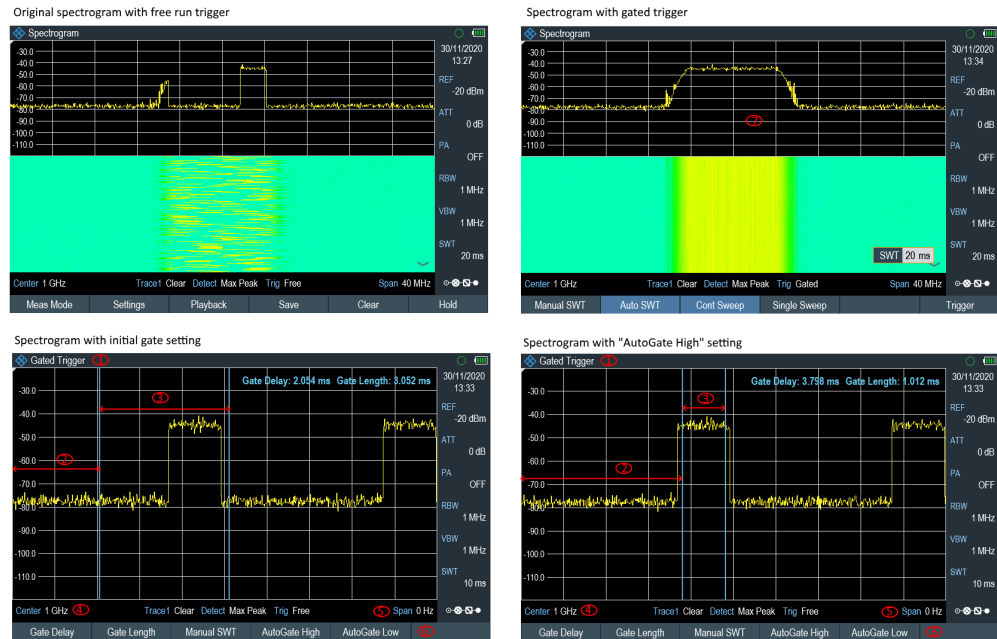 Original spectrogram with free run trigger
Spectrogram
30/11/2020
13:27
-30.0
-40.0
-50.0
-60.0
-70.0
-80.0
-90.0
-100.0
-110.0
REF
-20 dBm
ATT
0 dB
PA
OFF
RBW
1 MHz
VBW
1 MHz
SWT
20 ms
Center 1 GHz Trace1 Clear Detect Max Peak Trig Free Span 40 MHz
Meas Mode Settings Playback Save Clear Hold
Spectrogram with gated trigger
Spectrogram
30/11/2020
13:34
-30.0
-40.0
-50.0
-60.0
-70.0
-80.0
-90.0
-100.0
-110.0
7
REF
-20 dBm
ATT
0 dB
PA
OFF
RBW
1 MHz
VBW
1 MHz
SWT
20 ms
SWT 20 ms
Center 1 GHz Trace1 Clear Detect Max Peak Trig Gated Span 40 MHz
Manual SWT Auto SWT Cont Sweep Single Sweep Trigger
Spectrogram with initial gate setting
Gated Trigger 1
30/11/2020
13:33
Gate Delay: 2.054 ms Gate Length: 3.052 ms
-30.0
-40.0
-50.0
-60.0
-70.0
-80.0
-90.0
-100.0
-110.0
3
2
REF
-20 dBm
ATT
0 dB
PA
OFF
RBW
1 MHz
VBW
1 MHz
SWT
10 ms
Center 1 GHz 4 Trace1 Clear Detect Max Peak Trig Free 5 Span 0 Hz
Gate Delay Gate Length Manual SWT AutoGate High AutoGate Low 6
Spectrogram with "AutoGate High" setting
Gated Trigger 1
30/11/2020
13:33
Gate Delay: 3.798 ms Gate Length: 1.012 ms
-30.0
-40.0
-50.0
-60.0
-70.0
-80.0
-90.0
-100.0
-110.0
3
2
REF
-20 dBm
ATT
0 dB
PA
OFF
RBW
1 MHz
VBW
1 MHz
SWT
10 ms
Center 1 GHz 4 Trace1 Clear Detect Max Peak Trig Free 5 Span 0 Hz
Gate Delay Gate Length Manual SWT AutoGate High AutoGate Low 6